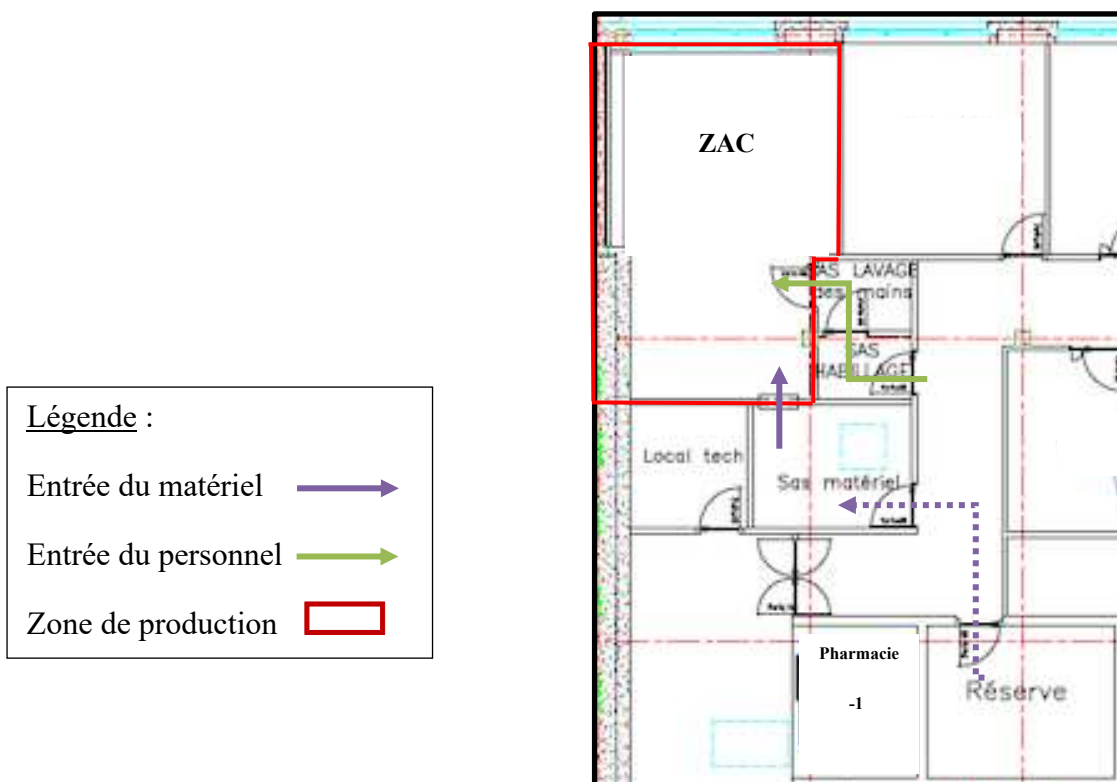 ZAC
SAS LAVAGE
des mains
SAS
HABILLAGE
Local tech
Sas matériel
Pharmacie
-1
Réserve
Légende :
Entrée du matériel
Entrée du personnel
Zone de production